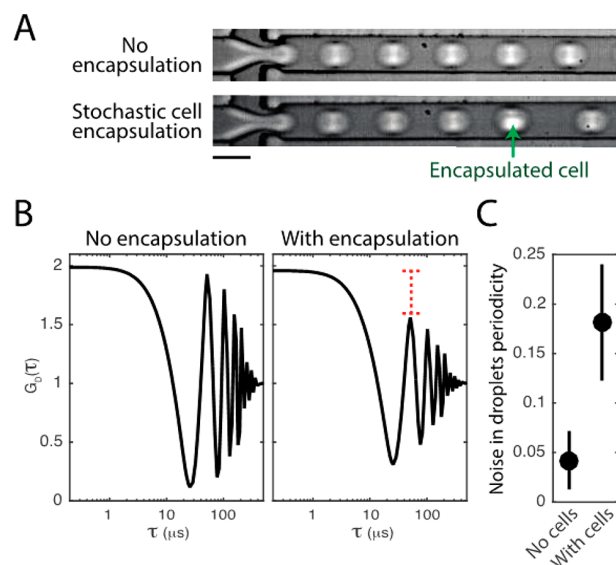 A
No
encapsulation
Stochastic cell
encapsulation
Encapsulated cell
B
No encapsulation
With encapsulation
C
2
1.5
1
0.5
0
G₀(τ)
1
10
100
τ (μs)
1
10
100
τ (μs)
Noise in droplets periodicity
0.25
0.2
0.15
0.1
0.05
0
No cells
With cells